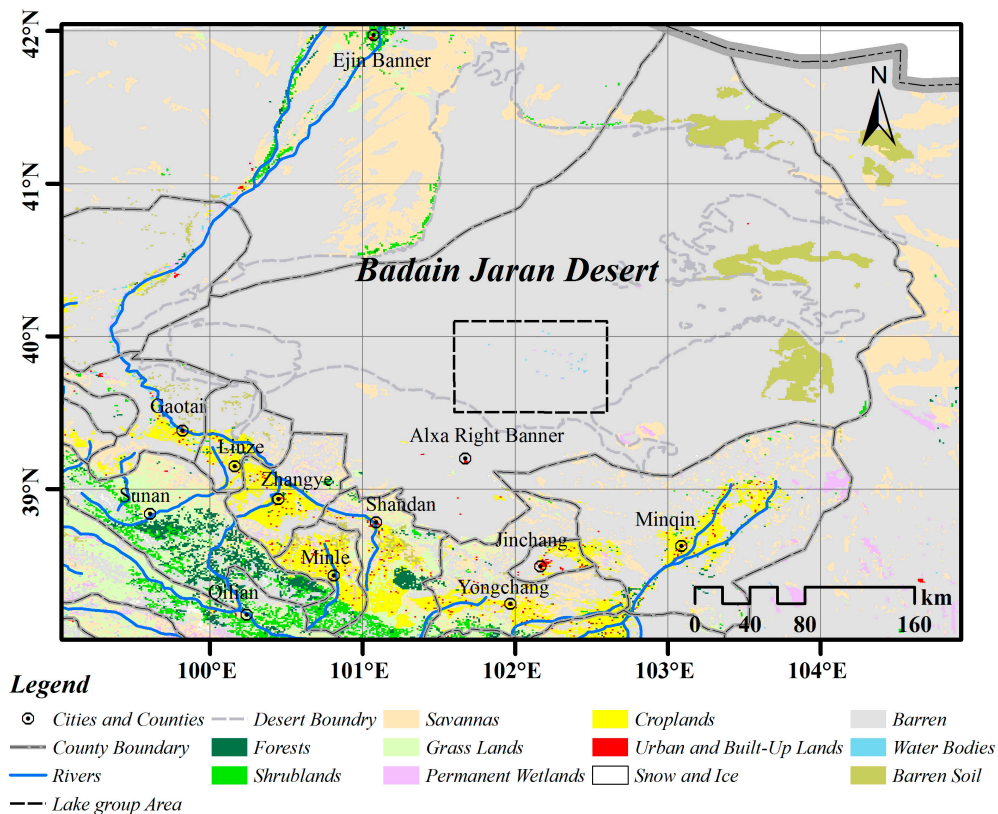 42°N
Ejin Banner
N
41°N
Badain Jaran Desert
40°N
Gaotai
Alxa Right Banner
Linze
39°N
Zhangye
Sunan
Shandan
Minqin
Jinchang
Minle
Yongchang
Qilian
km
0 40 80 160
100°E 101°E 102°E 103°E 104°E
Legend
Cities and Counties Desert Boundry Savannas Croplands Barren
County Boundary Forests Grass Lands Urban and Built-Up Lands Water Bodies
Rivers Shrublands Permanent Wetlands Snow and Ice Barren Soil
Lake group Area